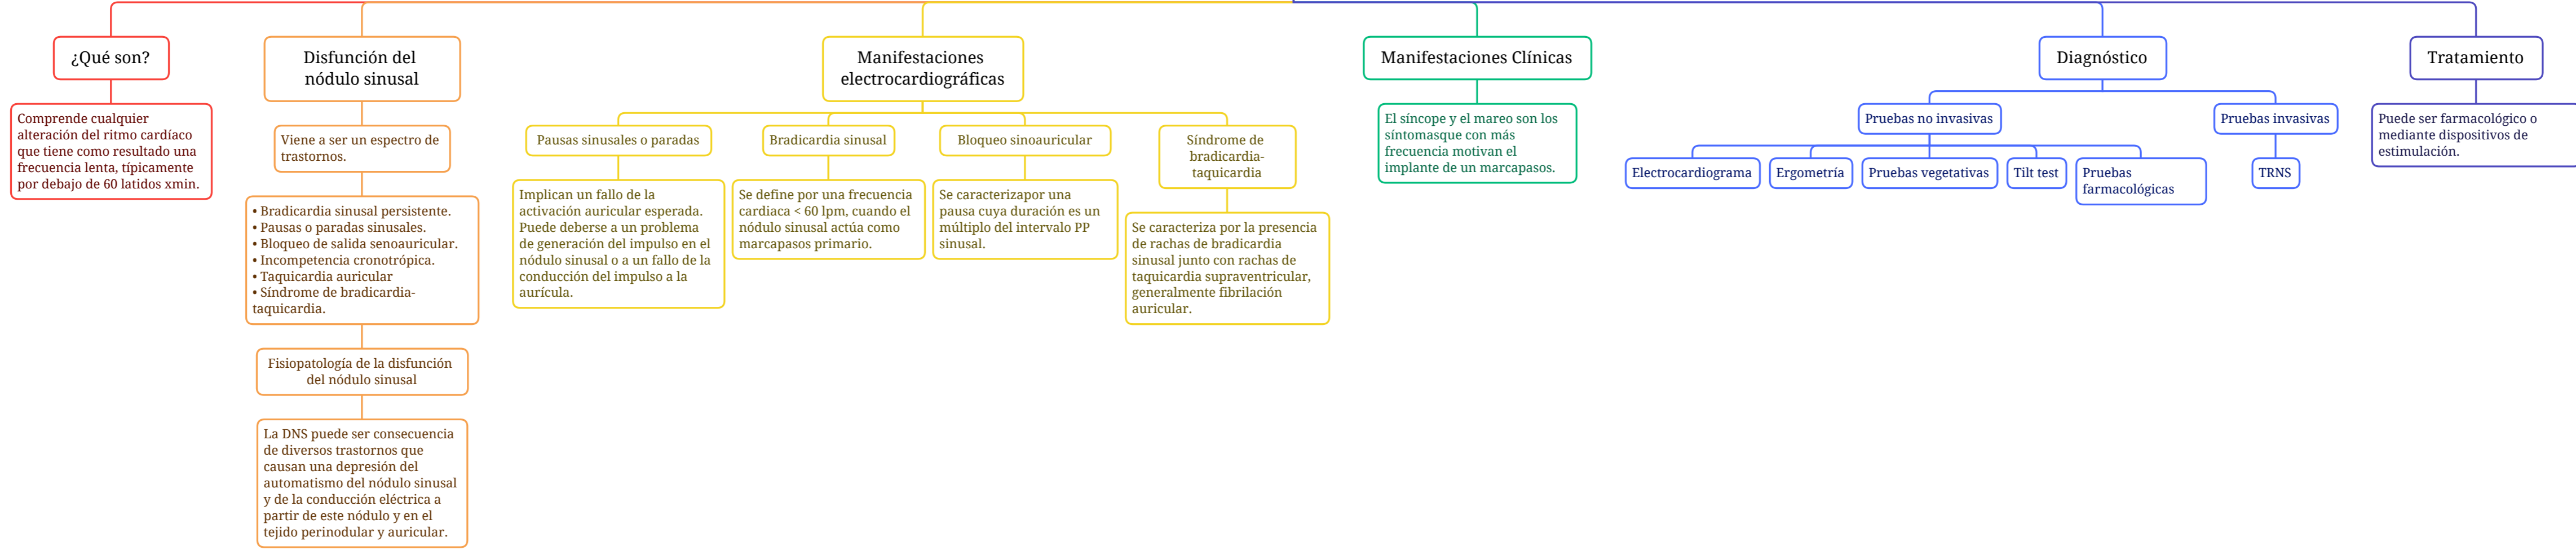 ¿Qué son?
Comprende cualquier
alteración del ritmo cardíaco
que tiene como resultado una
frecuencia lenta, típicamente
por debajo de 60 latidos xmin.
Disfunción del
nódulo sinusal
Viene a ser un espectro de
trastornos.
• Bradicardia sinusal persistente.
• Pausas o paradas sinusales.
• Bloqueo de salida senoauricular.
• Incompetencia cronotrópica.
• Taquicardia auricular
• Síndrome de bradicardia-
taquicardia.
Fisiopatología de la disfunción
del nódulo sinusal
La DNS puede ser consecuencia
de diversos trastornos que
causan una depresión del
automatismo del nódulo sinusal
y de la conducción eléctrica a
partir de este nódulo y en el
tejido perinodular y auricular.
Manifestaciones
electrocardiográficas
Pausas sinusales o paradas
Implican un fallo de la
activación auricular esperada.
Puede deberse a un problema
de generación del impulso en el
nódulo sinusal o a un fallo de la
conducción del impulso a la
aurícula.
Bradicardia sinusal
Se define por una frecuencia
cardiaca < 60 lpm, cuando el
nódulo sinusal actúa como
marcapasos primario.
Bloqueo sinoauricular
Se caracterizapor una
pausa cuya duración es un
múltiplo del intervalo PP
sinusal.
Síndrome de
bradicardia-
taquicardia
Se caracteriza por la presencia
de rachas de bradicardia
sinusal junto con rachas de
taquicardia supraventricular,
generalmente fibrilación
auricular.
Manifestaciones Clínicas
El síncope y el mareo son los
síntomasque con más
frecuencia motivan el
implante de un marcapasos.
Diagnóstico
Pruebas no invasivas
Electrocardiograma
Ergometría
Pruebas vegetativas
Tilt test
Pruebas
farmacológicas
Pruebas invasivas
TRNS
Tratamiento
Puede ser farmacológico o
mediante dispositivos de
estimulación.